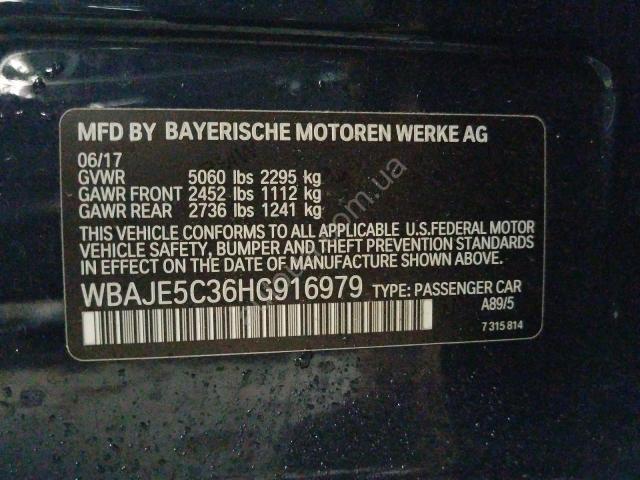 MFD BY BAYERISCHE MOTOREN WERKE AG
06/17
GVWR 5060 lbs 2295 kg
GAWR FRONT 2452 lbs 1112 kg
GAWR REAR 2736 lbs 1241 kg
THIS VEHICLE CONFORMS TO ALL APPLICABLE U.S.FEDERAL MOTOR
VEHICLE SAFETY, BUMPER AND THEFT PREVENTION STANDARDS
IN EFFECT ON THE DATE OF MANUFACTURE SHOWN ABOVE.
WBAJE5C36HG916979 TYPE: PASSENGER CAR
A89/5
7 315 814